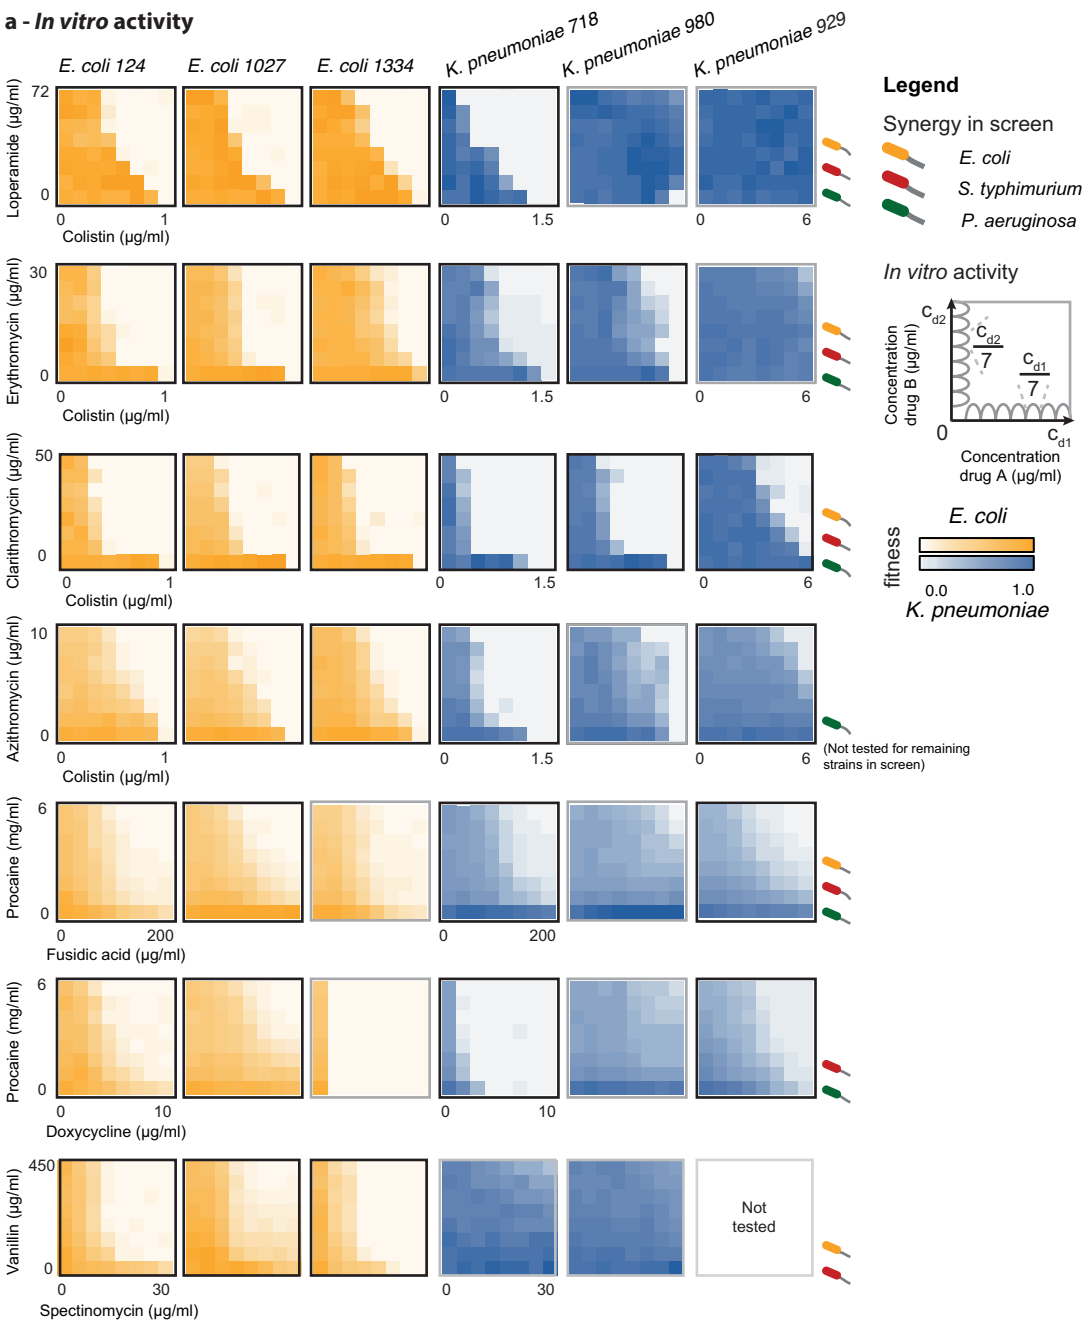 a - In vitro activity
E. coli 124
E. coli 1027
E. coli 1334
K. pneumoniae 718
K. pneumoniae 980
K. pneumoniae 929
Loperamide (µg/ml)
72
0
0
1
0
1.5
0
6
Colistin (µg/ml)
Erythromycin (µg/ml)
30
0
0
1
0
1.5
0
6
Colistin (µg/ml)
Clarithromycin (µg/ml)
50
0
0
1
0
1.5
0
6
Colistin (µg/ml)
Azithromycin (µg/ml)
10
0
0
1
0
1.5
0
6
Colistin (µg/ml)
(Not tested for remaining
strains in screen)
Procaine (mg/ml)
6
0
0
200
0
200
Fusidic acid (µg/ml)
Procaine (mg/ml)
6
0
0
10
0
10
Doxycycline (µg/ml)
Vanillin (µg/ml)
450
0
0
30
0
30
Spectinomycin (µg/ml)
Not
tested
Legend
Synergy in screen
E. coli
S. typhimurium
P. aeruginosa
In vitro activity
Concentration
drug B (µg/ml)
cd2
cd2
7
cd1
7
0
cd1
Concentration
drug A (µg/ml)
E. coli
fitness
0.0
1.0
K. pneumoniae